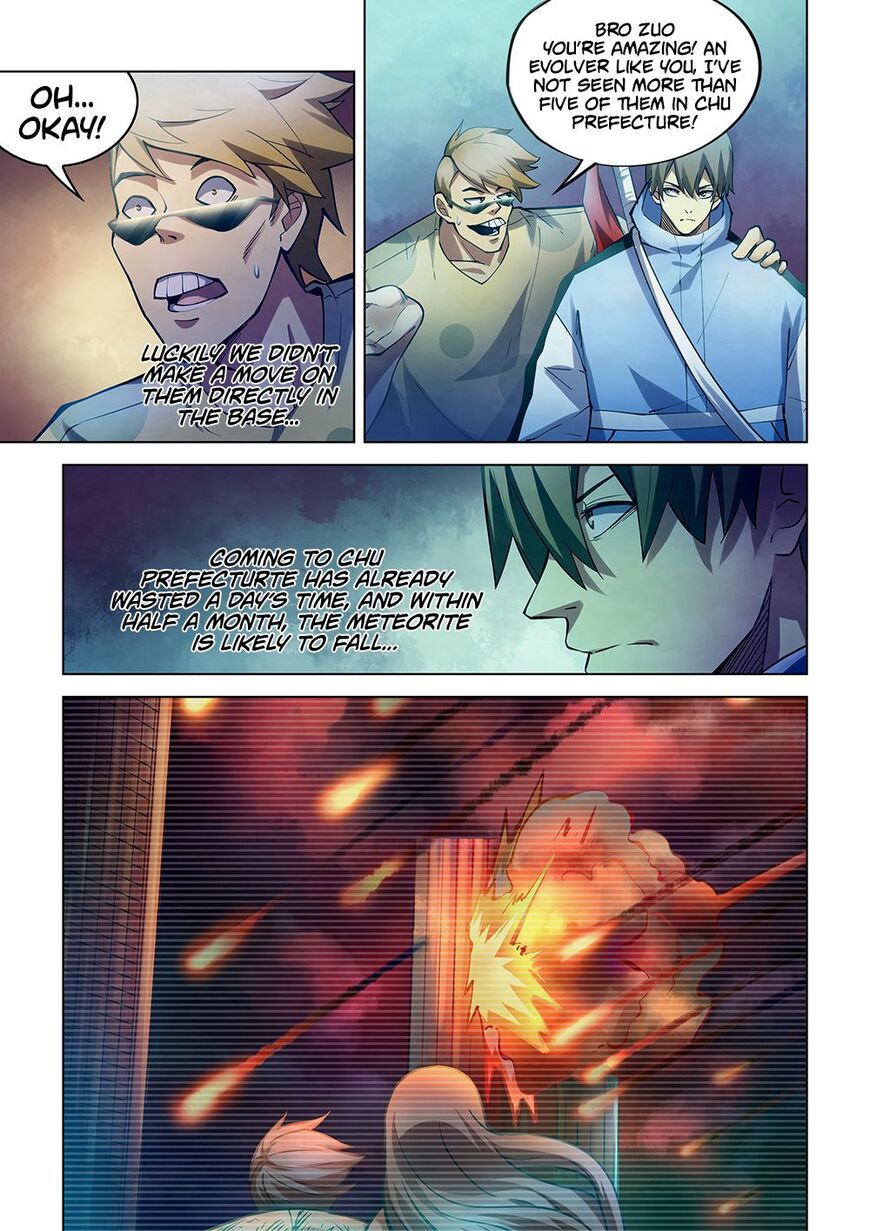 OH...
OKAY!
LUCKILY WE DIDN'T
MAKE A MOVE ON
THEM DIRECTLY IN
THE BASE...
BRO ZUO
YOU'RE AMAZING! AN
EVOLVER LIKE YOU, I'VE
NOT SEEN MORE THAN
FIVE OF THEM IN CHU
PREFECTURE!
COMING TO CHU
PREFECTURTE HAS ALREADY
WASTED A DAY'S TIME, AND WITHIN
HALF A MONTH, THE METEORITE
IS LIKELY TO FALL...